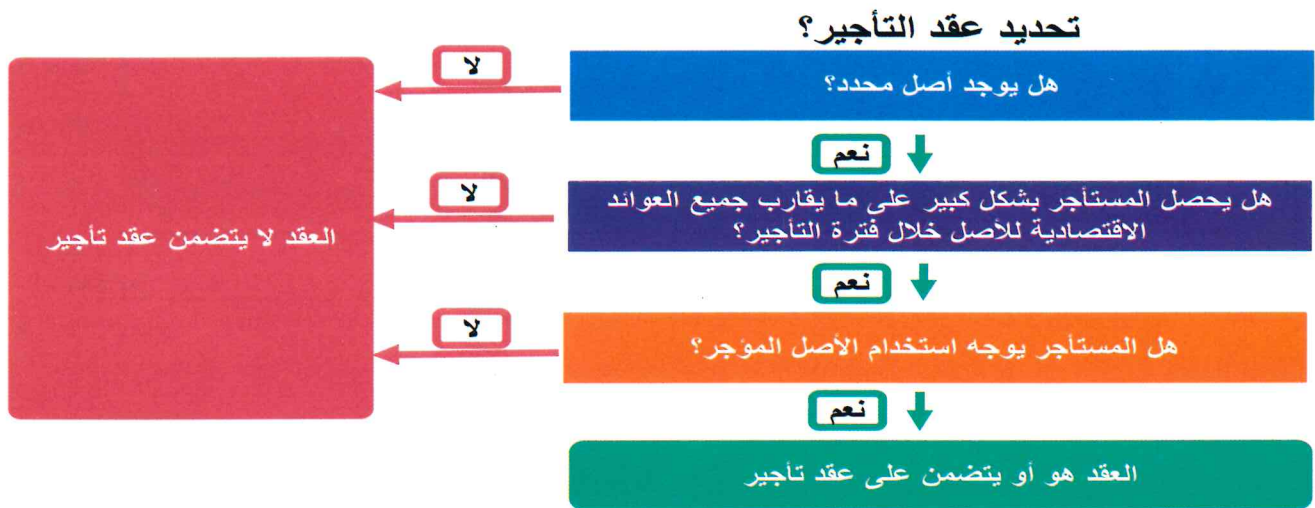 تحديد عقد التأجير؟
هل يوجد أصل محدد؟
لا
نعم
هل يحصل المستأجر بشكل كبير على ما يقارب جميع العوائد
الاقتصادية للأصل خلال فترة التأجير؟
لا
نعم
هل المستأجر يوجه استخدام الأصل المؤجر؟
لا
نعم
العقد هو أو يتضمن على عقد تأجير
العقد لا يتضمن عقد تأجير